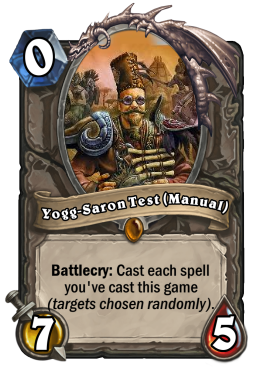 0
Yogg-Saron Test (Manual)
Battlecry: Cast each spell
you've cast this game
(targets chosen randomly).
7 5